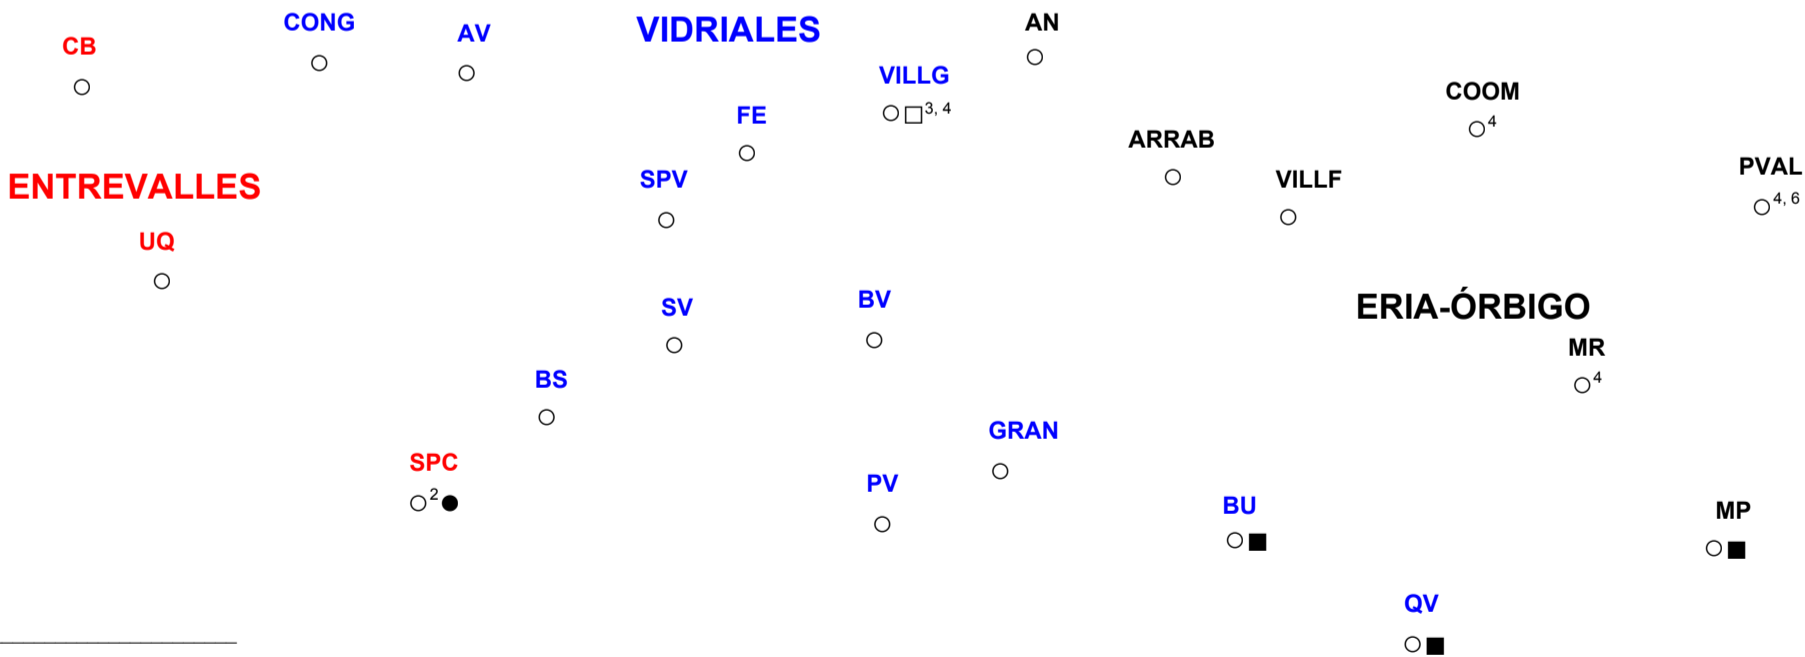 CONG
AV
VIDRIALES
AN
CB
VILLG
3, 4
COOM
4
FE
ARRAB
PVAL
4, 6
ENTREVALLES
SPV
VILLF
UQ
SV
BV
ERIA-ÓRBIGO
MR
4
BS
GRAN
SPC
2
PV
BU
MP
QV